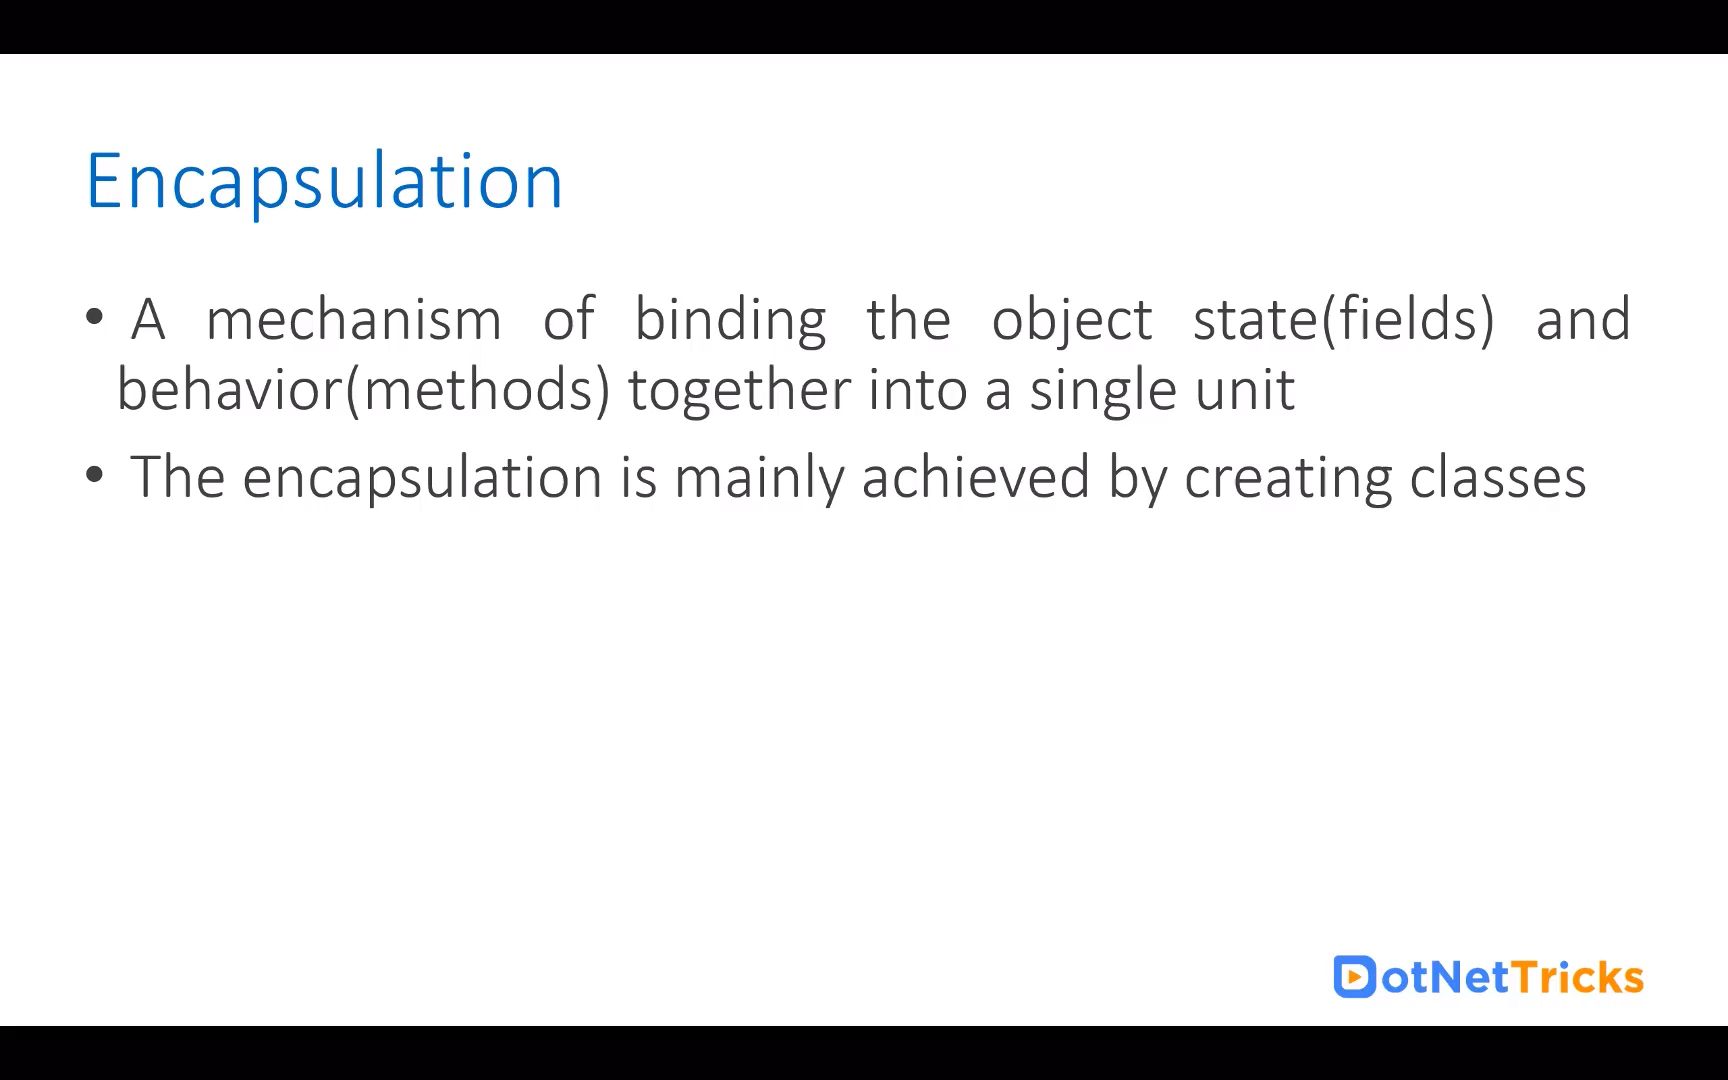 Encapsulation
• A mechanism of binding the object state(fields) and
behavior(methods) together into a single unit
• The encapsulation is mainly achieved by creating classes
DotNetTricks